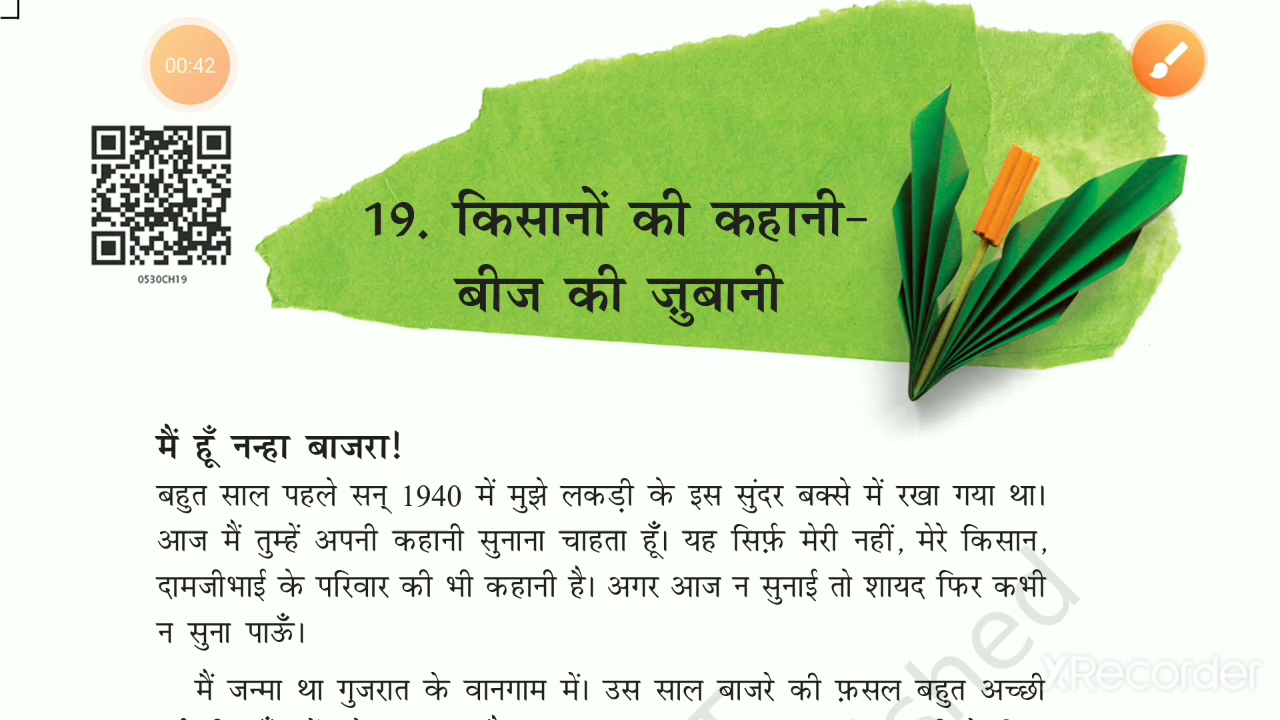 00:42
0530CH19
19. किसानों की कहानी-
बीज की ज़ुबानी
मैं हूँ नन्हा बाजरा!
बहुत साल पहले सन् 1940 में मुझे लकड़ी के इस सुंदर बक्से में रखा गया था।
आज मैं तुम्हें अपनी कहानी सुनाना चाहता हूँ। यह सिर्फ़ मेरी नहीं, मेरे किसान,
दामजीभाई के परिवार की भी कहानी है। अगर आज न सुनाई तो शायद फिर कभी
न सुना पाऊँ।
मैं जन्मा था गुजरात के वानगाम में। उस साल बाजरे की फ़सल बहुत अच्छी
shed
XRecorder